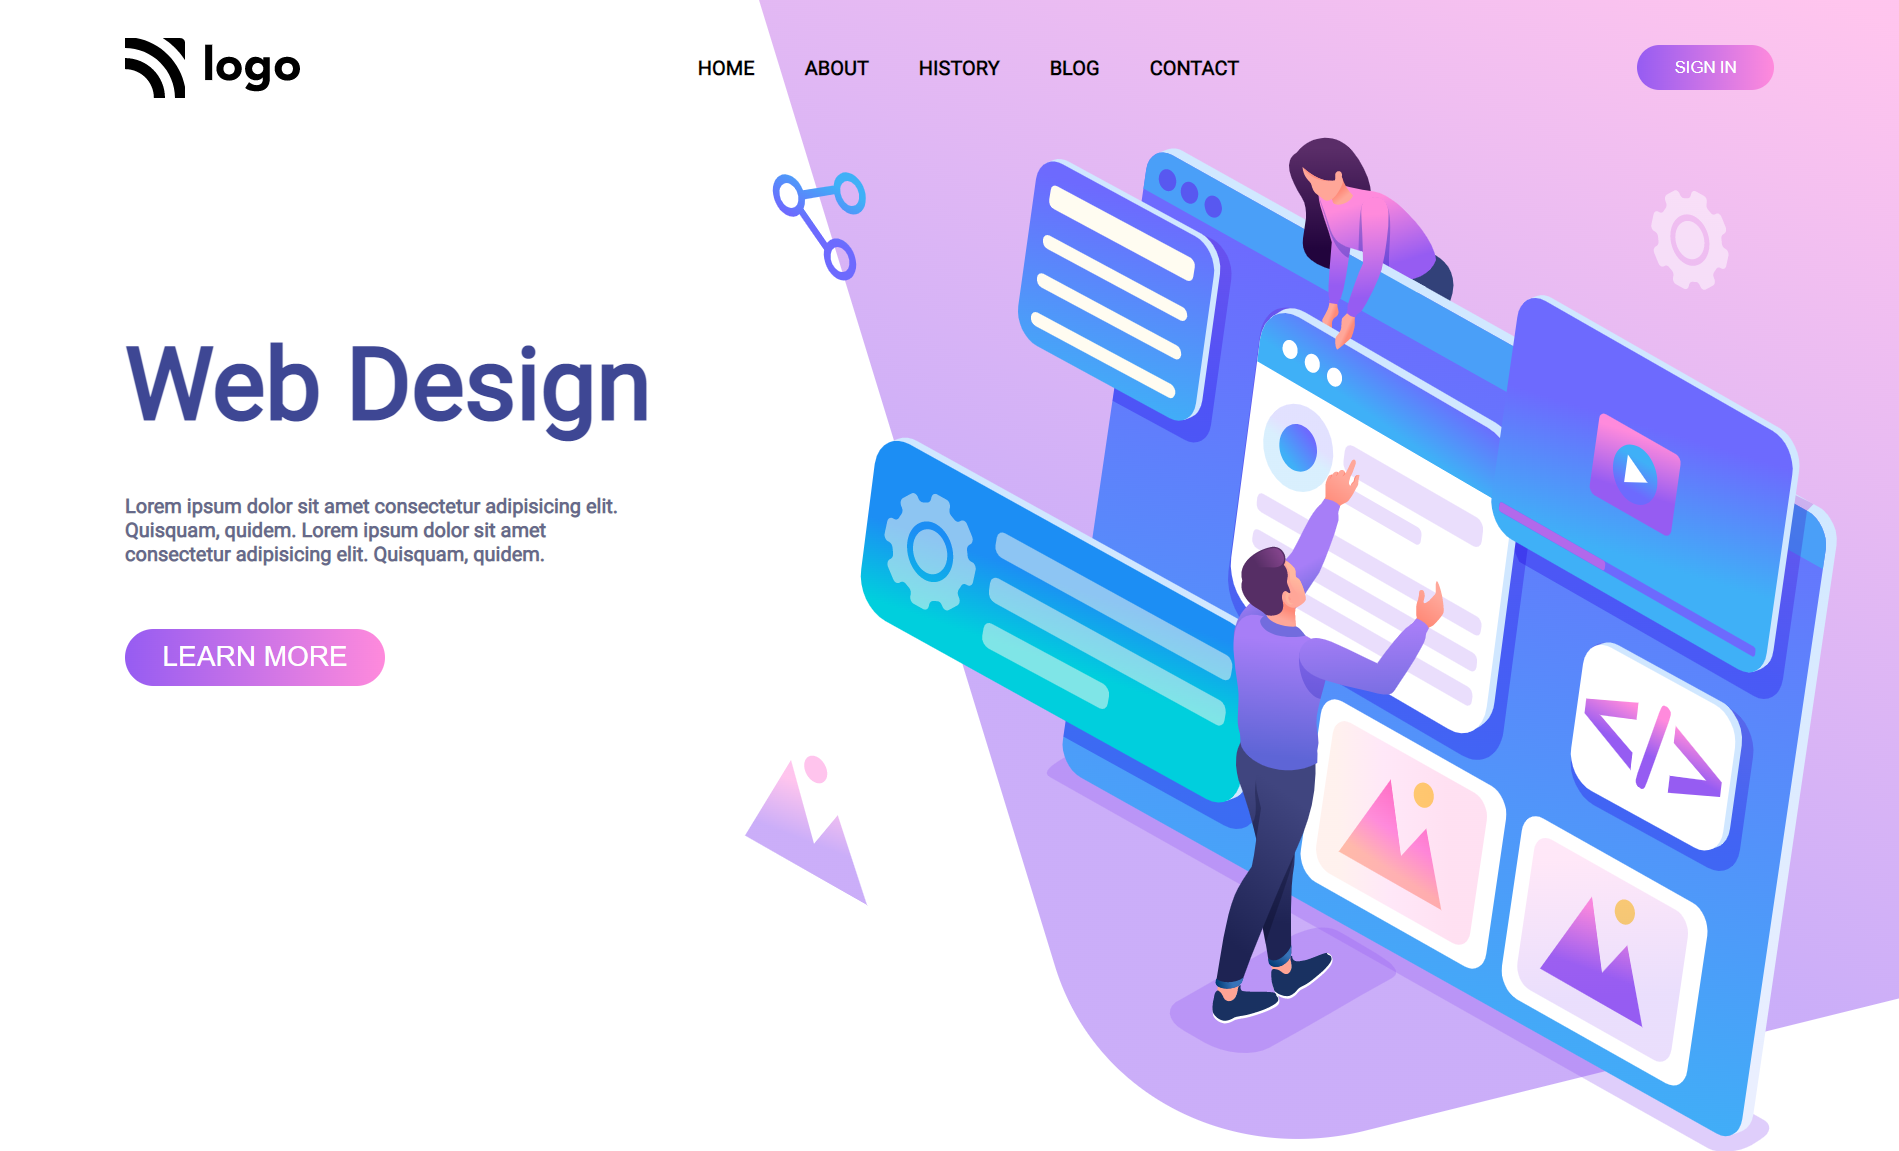 logo
HOME ABOUT HISTORY BLOG CONTACT
SIGN IN
Web Design
Lorem ipsum dolor sit amet consectetur adipisicing elit.
Quisquam, quidem. Lorem ipsum dolor sit amet
consectetur adipisicing elit. Quisquam, quidem.
LEARN MORE
</>